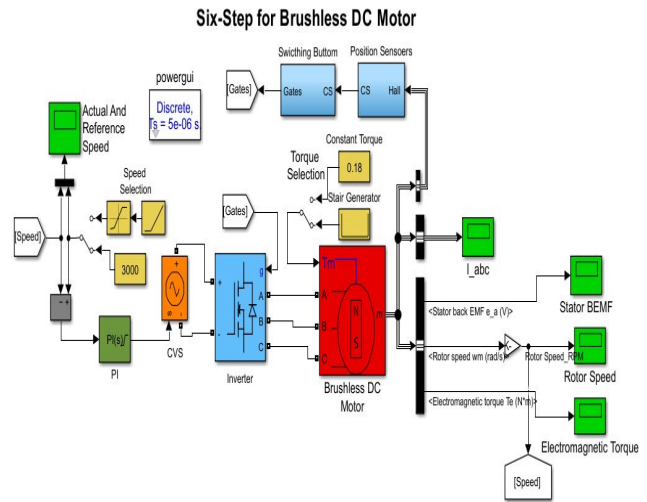 Six-Step for Brushless DC Motor
Swicthing Buttom
Position Sensoers
powergui
[Gates]
Gates
CS
CS
Hall
Discrete,
Ts = 5e-06 s.
Actual And
Reference
Speed
Constant Torque
0.18
Torque
Selection
Stair Generator
Speed
Selection
[Speed]
[Gates]
3000
I_abc
Tm
g
+
-
A
B
C
A
B
C
m
N
S
- +
PI(s)
s
PI
CVS
Inverter
Brushless DC
Motor
<Stator back EMF e_a (V)>
Stator BEMF
<Rotor speed wm (rad/s)>
Rotor Speed_RPM
Rotor Speed
<Electromagnetic torque Te (N*m)>
Electromagnetic Torque
[Speed]